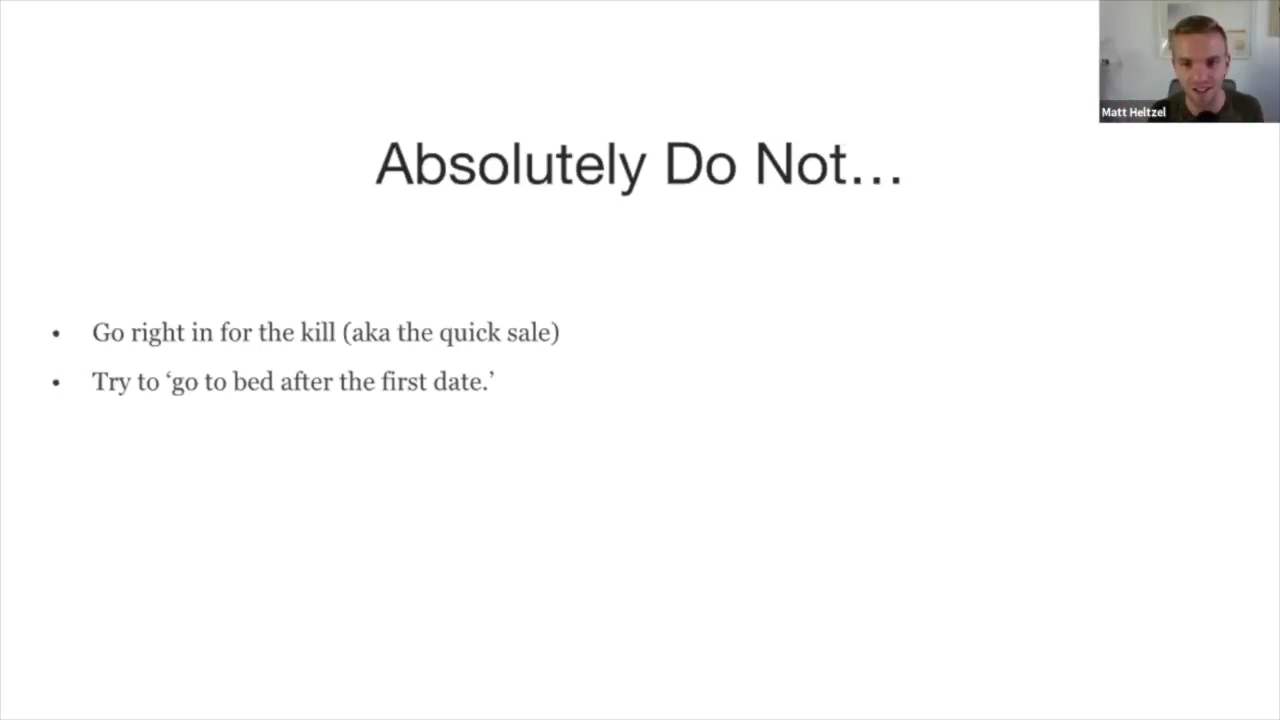 Matt Heltzel
Absolutely Do Not…
• Go right in for the kill (aka the quick sale)
• Try to ‘go to bed after the first date.’